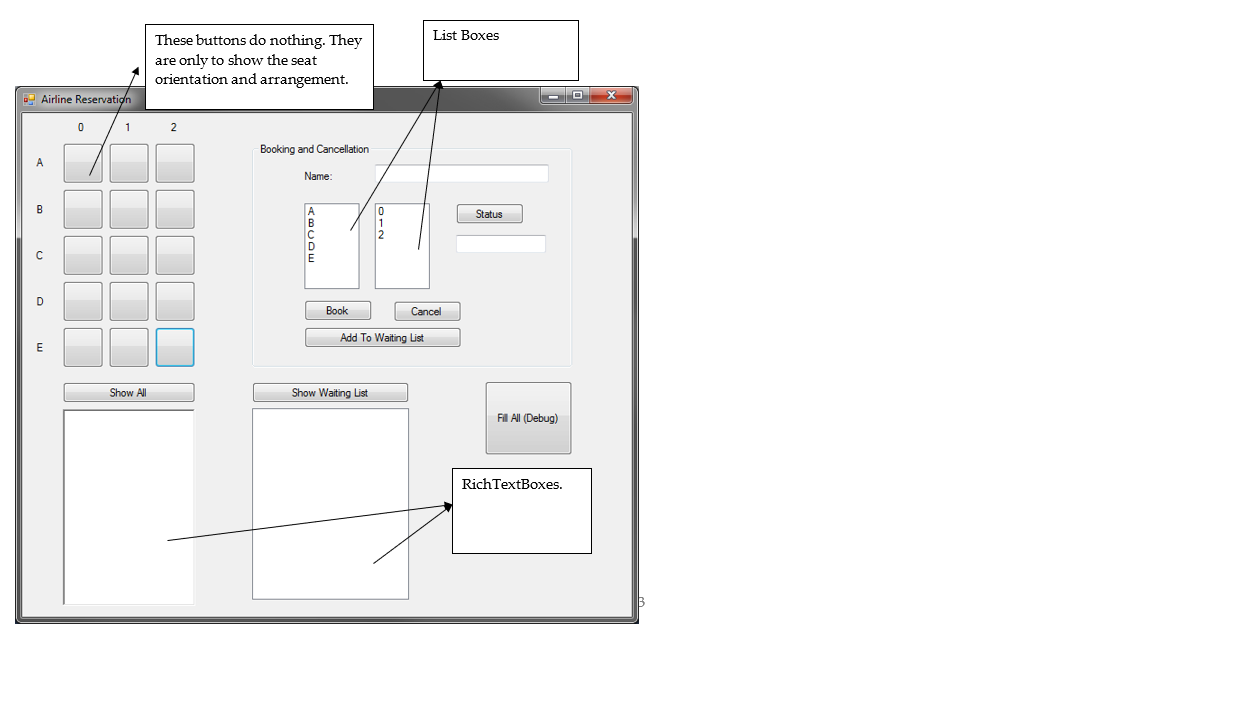 These buttons do nothing. They
are only to show the seat
orientation and arrangement.
List Boxes
Airline Reservation
0 1 2
A
B
C
D
E
Booking and Cancellation
Name:
A
B
C
D
E
0
1
2
Status
Book
Cancel
Add To Waiting List
Show All
Show Waiting List
Fill All (Debug)
RichTextBoxes.
3